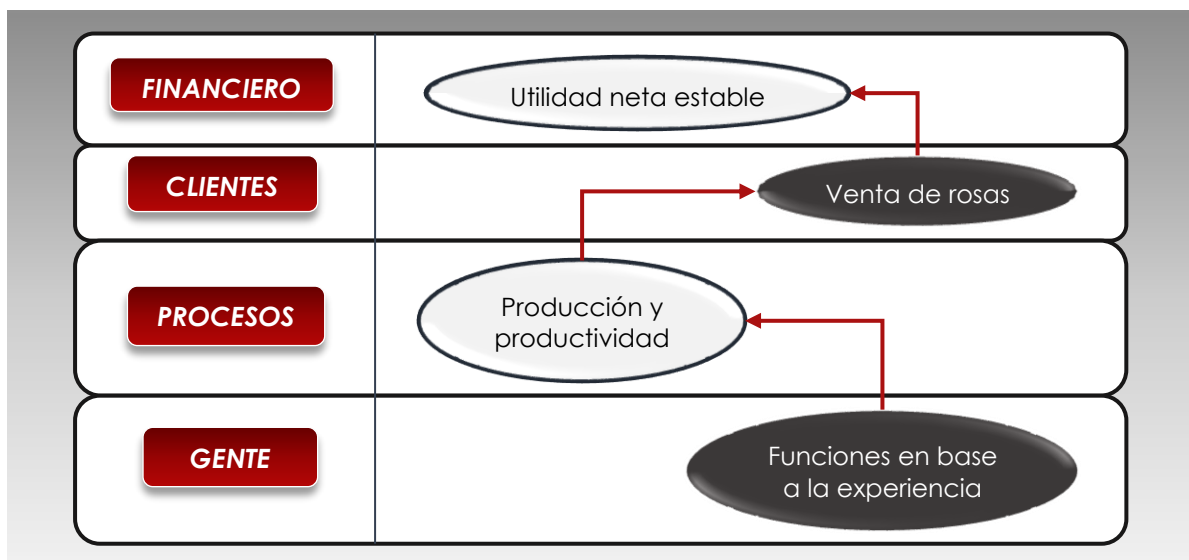 FINANCIERO
Utilidad neta estable
CLIENTES
Venta de rosas
PROCESOS
Producción y
productividad
GENTE
Funciones en base
a la experiencia